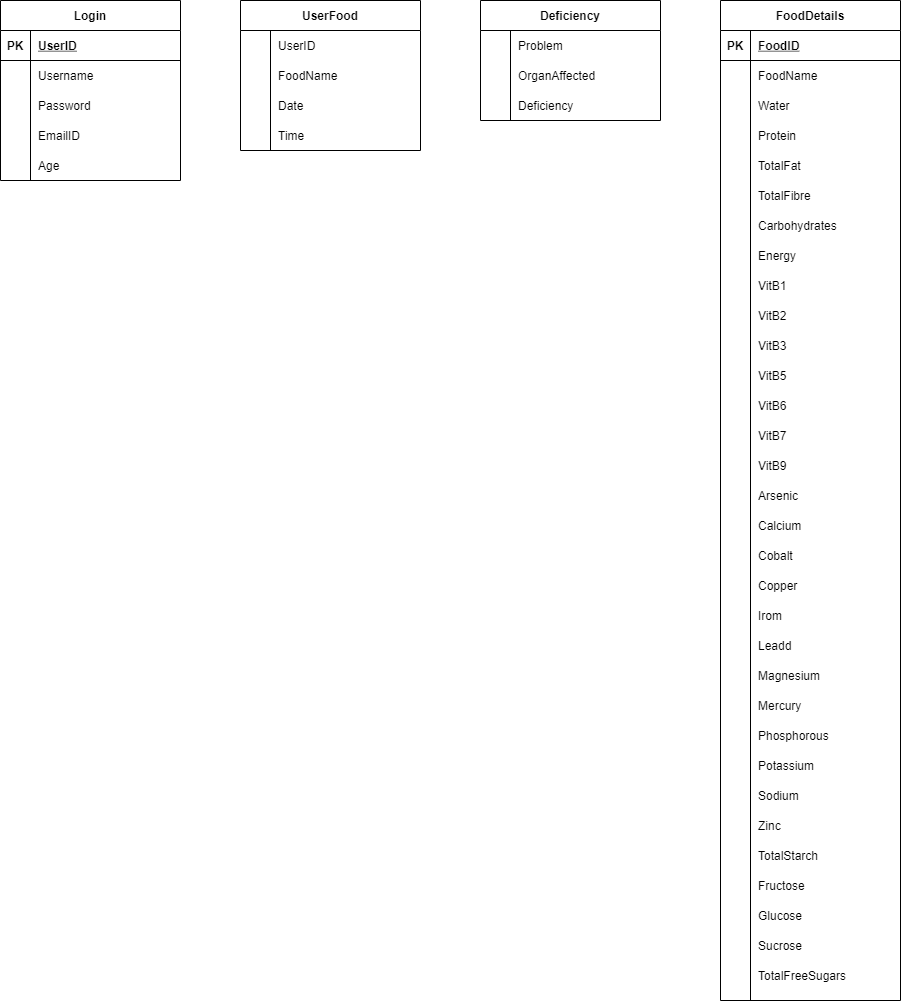 Login
PK UserID
Username
Password
EmailID
Age
UserFood
UserID
FoodName
Date
Time
Deficiency
Problem
OrganAffected
Deficiency
FoodDetails
PK FoodID
FoodName
Water
Protein
TotalFat
TotalFibre
Carbohydrates
Energy
VitB1
VitB2
VitB3
VitB5
VitB6
VitB7
VitB9
Arsenic
Calcium
Cobalt
Copper
Irom
Leadd
Magnesium
Mercury
Phosphorous
Potassium
Sodium
Zinc
TotalStarch
Fructose
Glucose
Sucrose
TotalFreeSugars